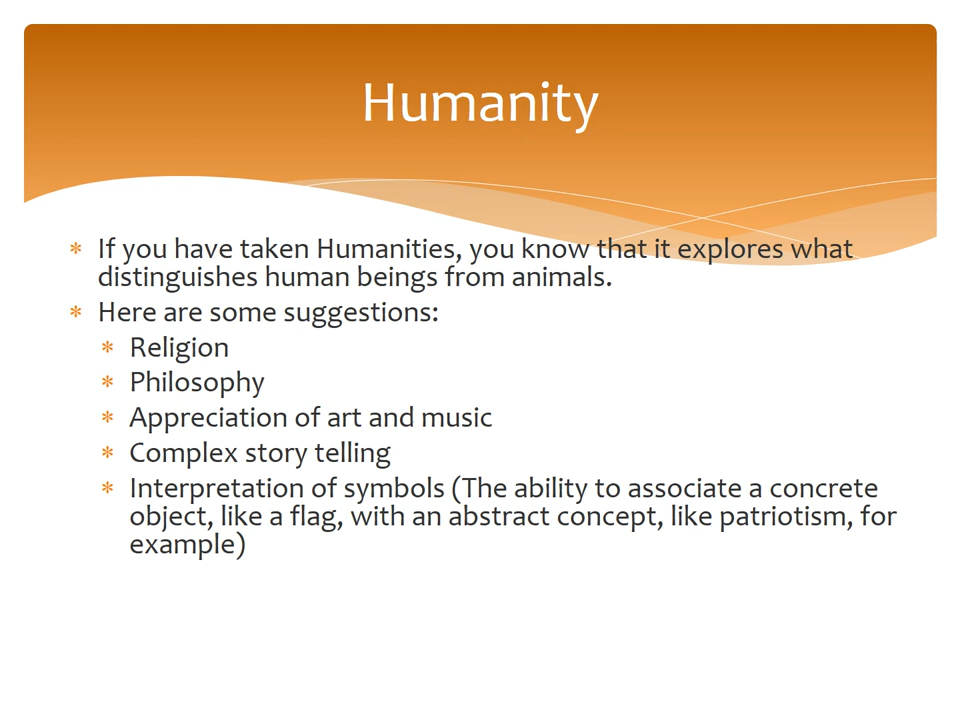 Humanity
If you have taken Humanities, you know that it explores what
distinguishes human beings from animals.
Here are some suggestions:
Religion
Philosophy
Appreciation of art and music
Complex story telling
Interpretation of symbols (The ability to associate a concrete
object, like a flag, with an abstract concept, like patriotism, for
example)